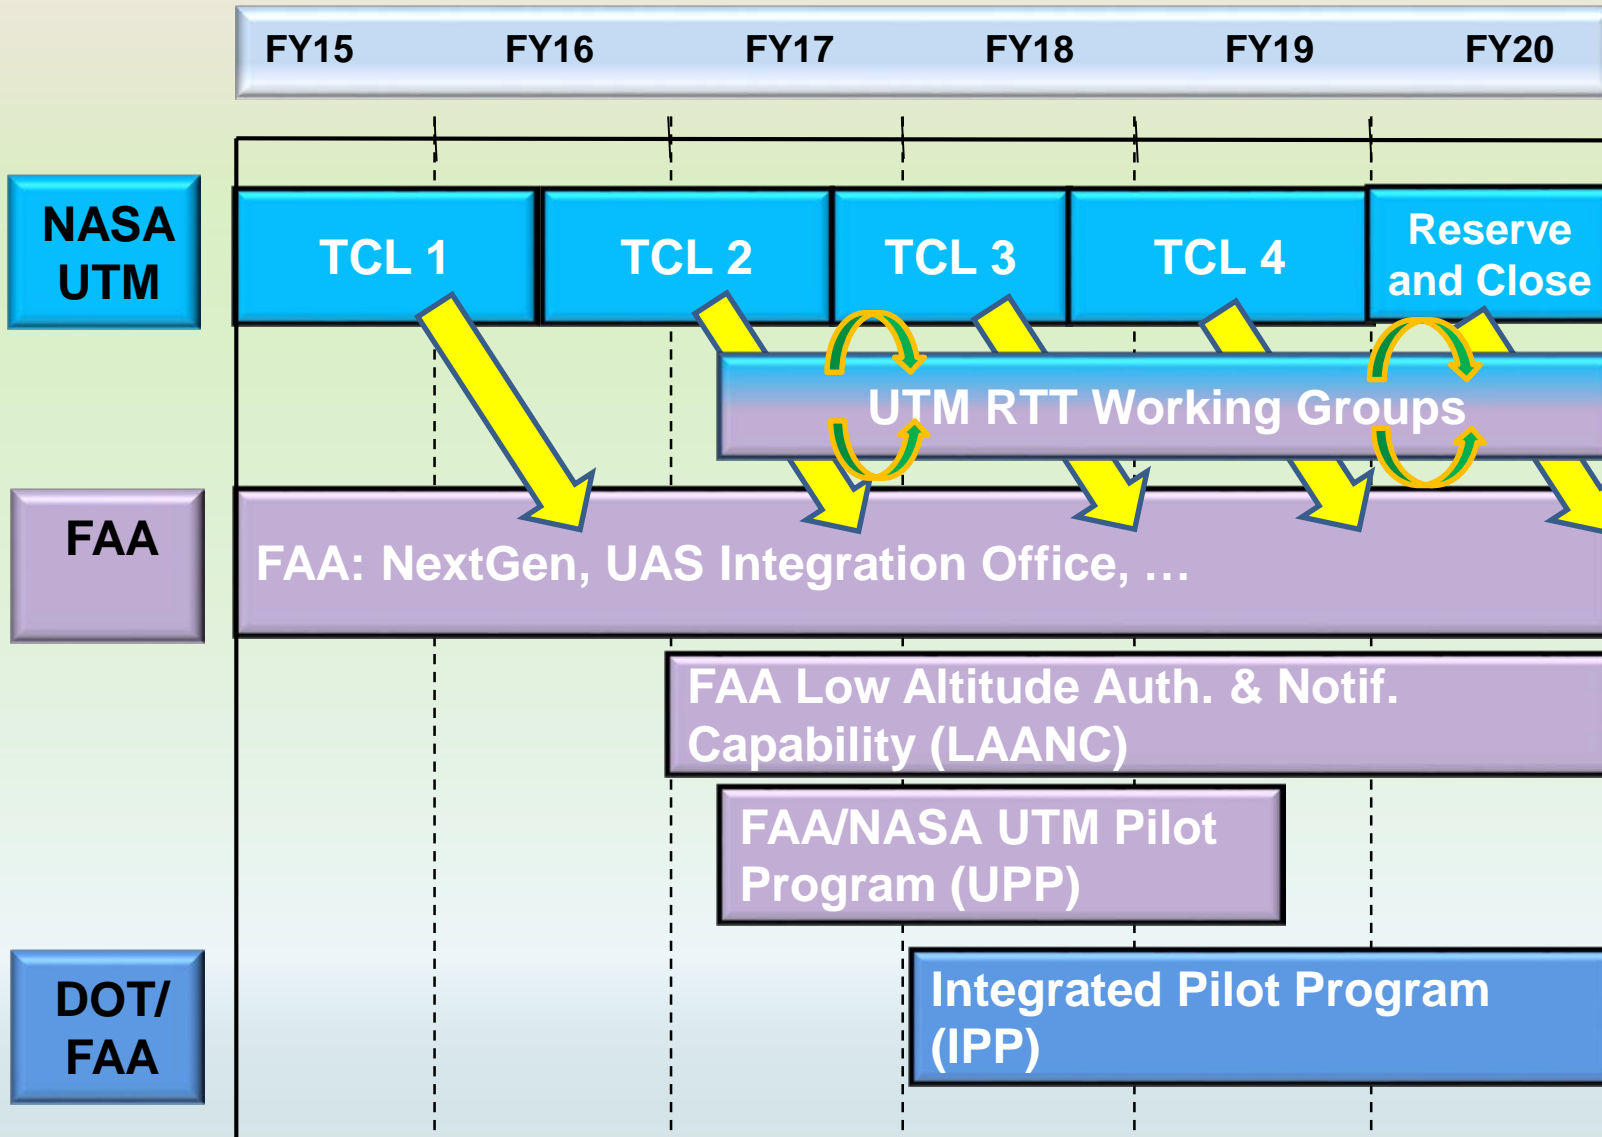 FY15 FY16 FY17 FY18 FY19 FY20
NASA
UTM
TCL 1
TCL 2
TCL 3
TCL 4
Reserve
and Close
UTM RTT Working Groups
FAA
FAA: NextGen, UAS Integration Office, …
FAA Low Altitude Auth. & Notif.
Capability (LAANC)
FAA/NASA UTM Pilot
Program (UPP)
DOT/
FAA
Integrated Pilot Program
(IPP)